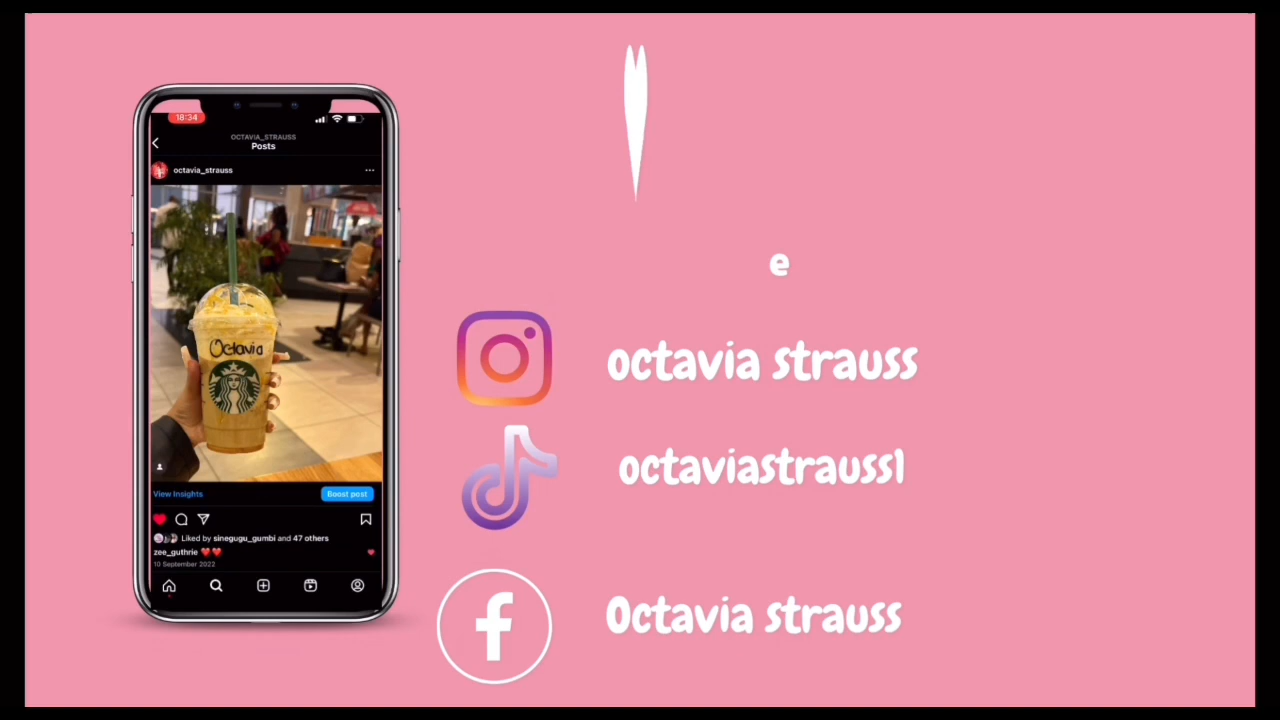 18:34
OCTAVIA_STRAUSS
Posts
octavia_strauss
Octavia
View Insights
Boost post
Liked by sinegugu_gumbi and 47 others
zee_guthrie ❤️❤️
10 September 2022
e
octavia strauss
octaviastrauss1
Octavia strauss